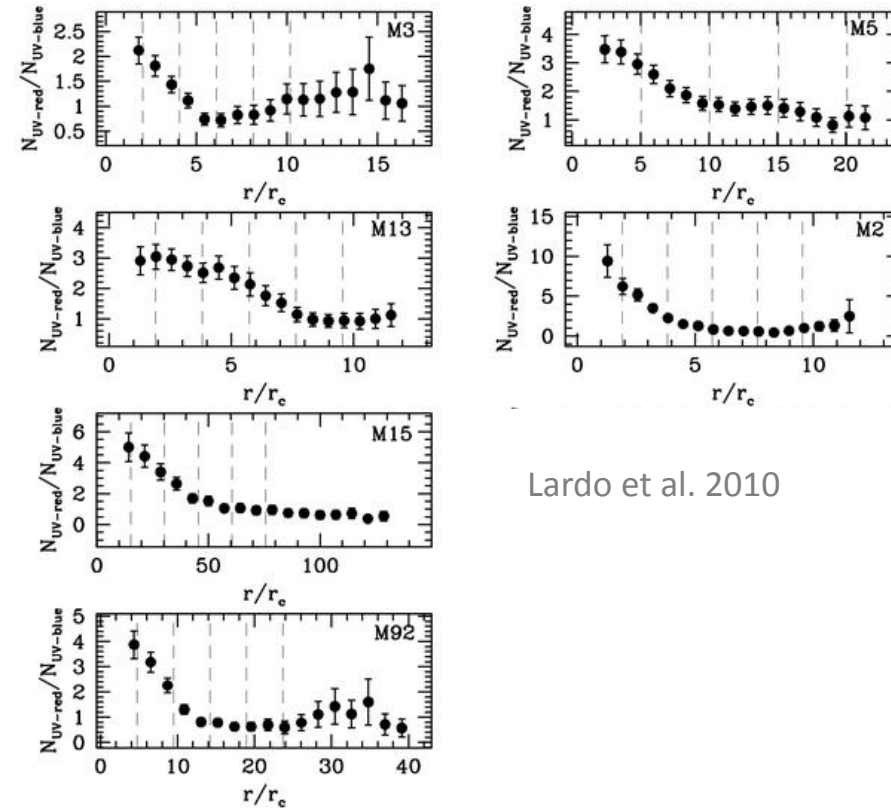 M3
N_UV-red/N_UV-blue
2.5
2
1.5
1
0.5
0 5 10 15
r/r_c
M5
N_UV-red/N_UV-blue
5
4
3
2
1
0 5 10 15 20
r/r_c
M13
N_UV-red/N_UV-blue
4
3
2
1
0 5 10
r/r_c
M2
N_UV-red/N_UV-blue
15
10
5
0
0 5 10
r/r_c
M15
N_UV-red/N_UV-blue
6
4
2
0
0 50 100
r/r_c
Lardo et al. 2010
M92
N_UV-red/N_UV-blue
5
4
3
2
1
0
0 10 20 30 40
r/r_c